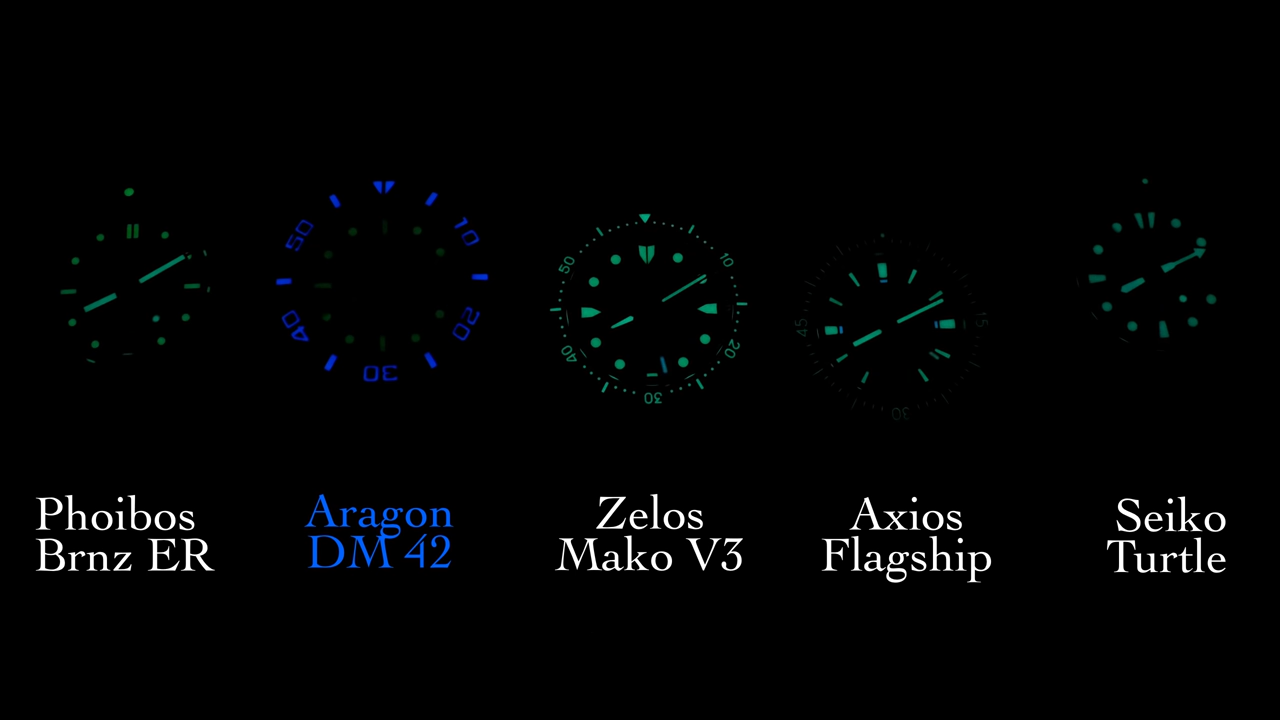 50
10
40
20
30
50
10
40
20
30
45
15
30
Phoibos
Brnz ER
Aragon
DM 42
Zelos
Mako V3
Axios
Flagship
Seiko
Turtle